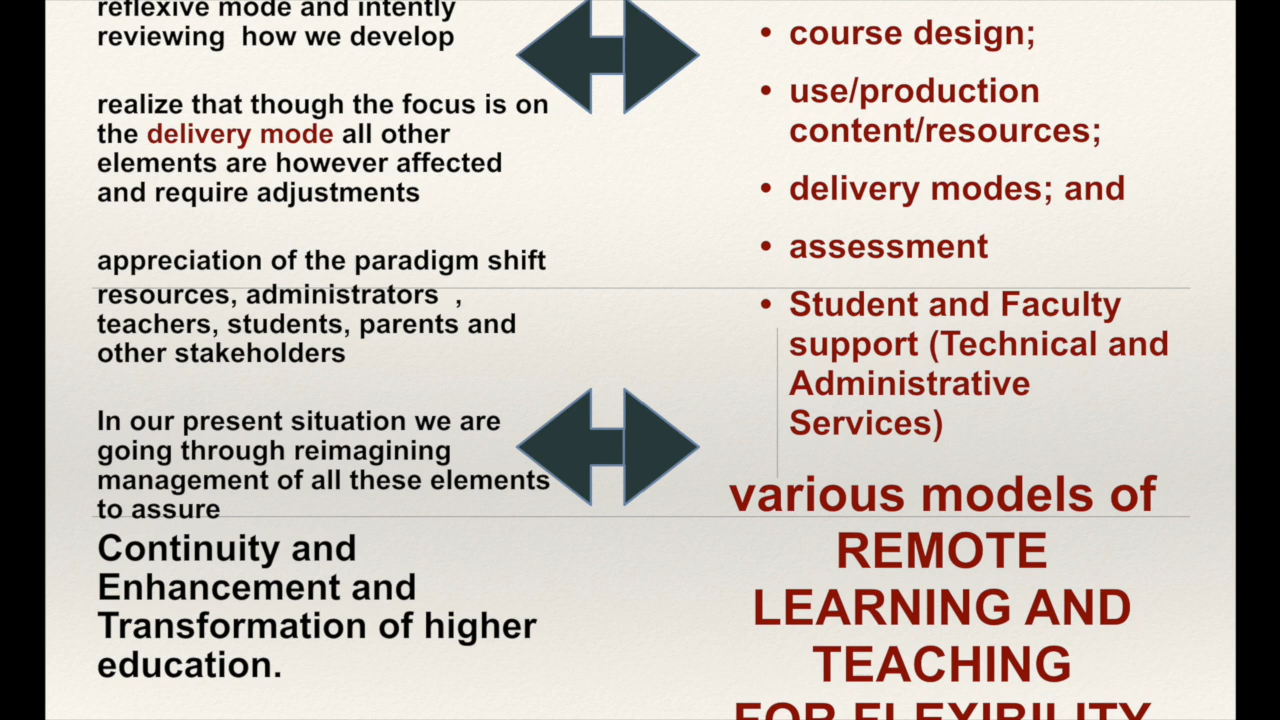 reflexive mode and intently
reviewing  how we develop
realize that though the focus is on
the delivery mode all other
elements are however affected
and require adjustments
appreciation of the paradigm shift
resources, administrators  ,
teachers, students, parents and
other stakeholders
In our present situation we are
going through reimagining
management of all these elements
to assure
Continuity and
Enhancement and
Transformation of higher
education.
• course design;
• use/production
content/resources;
• delivery modes; and
• assessment
• Student and Faculty
support (Technical and
Administrative
Services)
various models of
REMOTE
LEARNING AND
TEACHING
FOR FLEXIBILITY